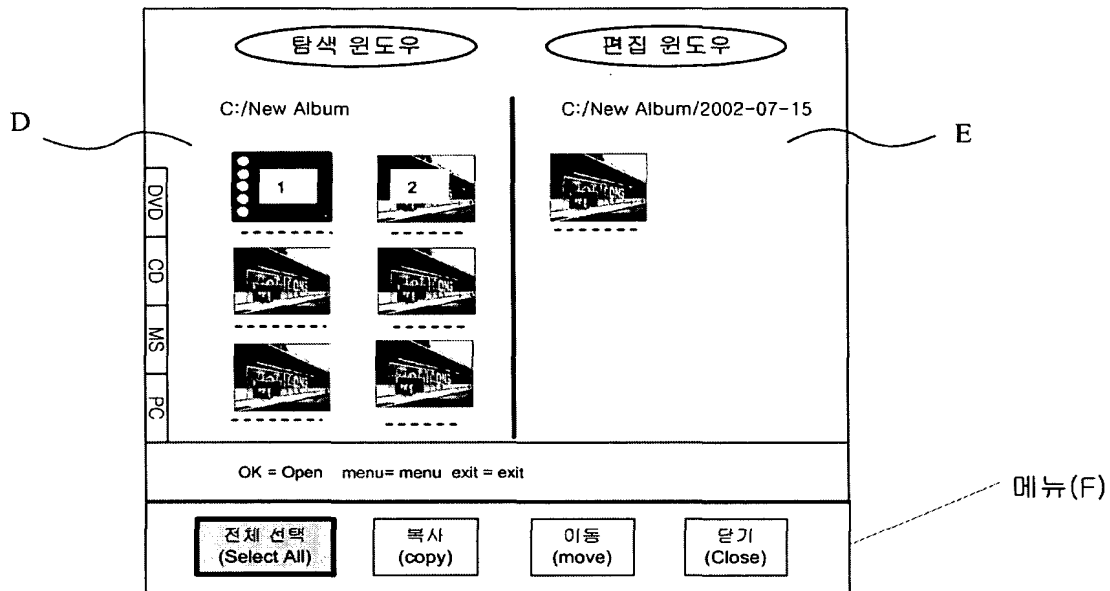 탐색 윈도우
편집 윈도우
C:/New Album
C:/New Album/2002-07-15
D
E
1
2
DVD
CD
MS
PC
OK = Open menu= menu exit = exit
메뉴(F)
전체 선택
(Select All)
복사
(copy)
이동
(move)
닫기
(Close)